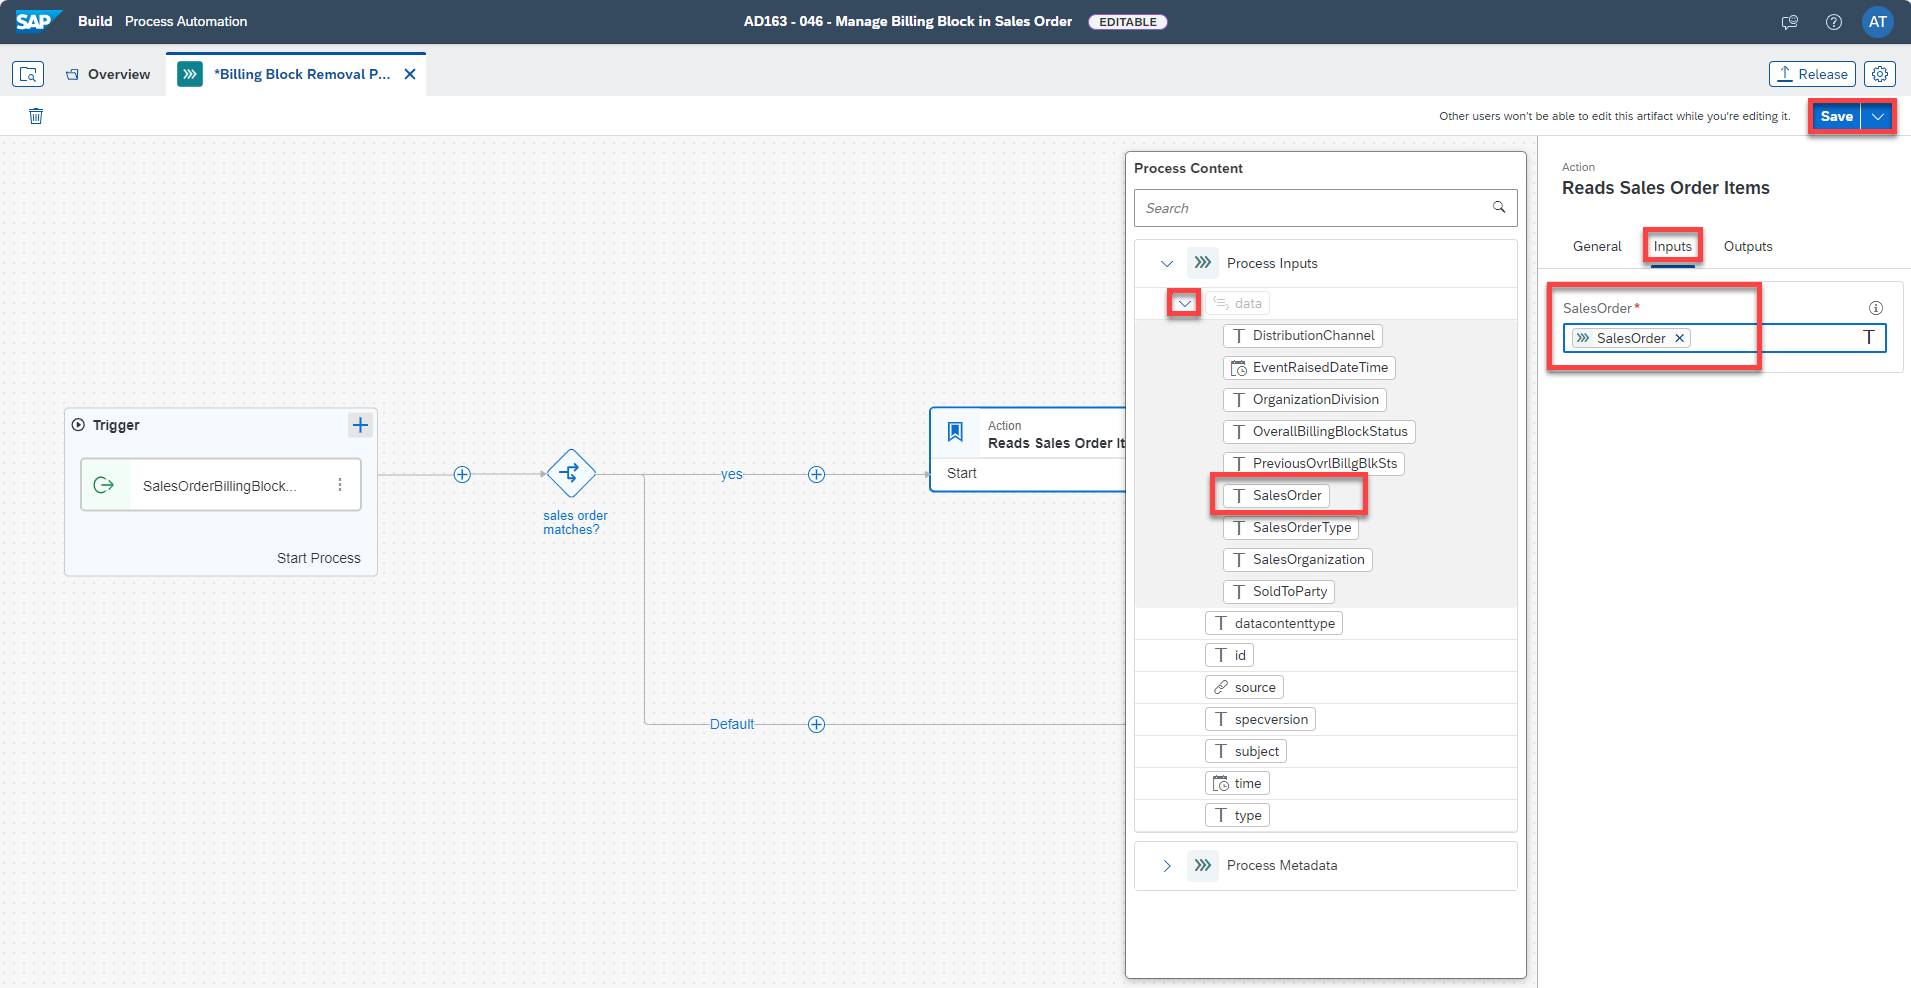 SAP Build Process Automation
AD163 - 046 - Manage Billing Block in Sales Order EDITABLE
AT
Overview
*Billing Block Removal P...
Release
Other users won't be able to edit this artifact while you're editing it.
Save
Trigger
SalesOrderBillingBlock...
Start Process
sales order
matches?
yes
Default
Action
Reads Sales Order It
Start
Process Content
Search
Process Inputs
data
T DistributionChannel
EventRaisedDateTime
T OrganizationDivision
T OverallBillingBlockStatus
T PreviousOvrlBillgBlkSts
T SalesOrder
T SalesOrderType
T SalesOrganization
T SoldToParty
T datacontenttype
T id
source
T specversion
T subject
time
T type
Process Metadata
Action
Reads Sales Order Items
General Inputs Outputs
SalesOrder*
SalesOrder T